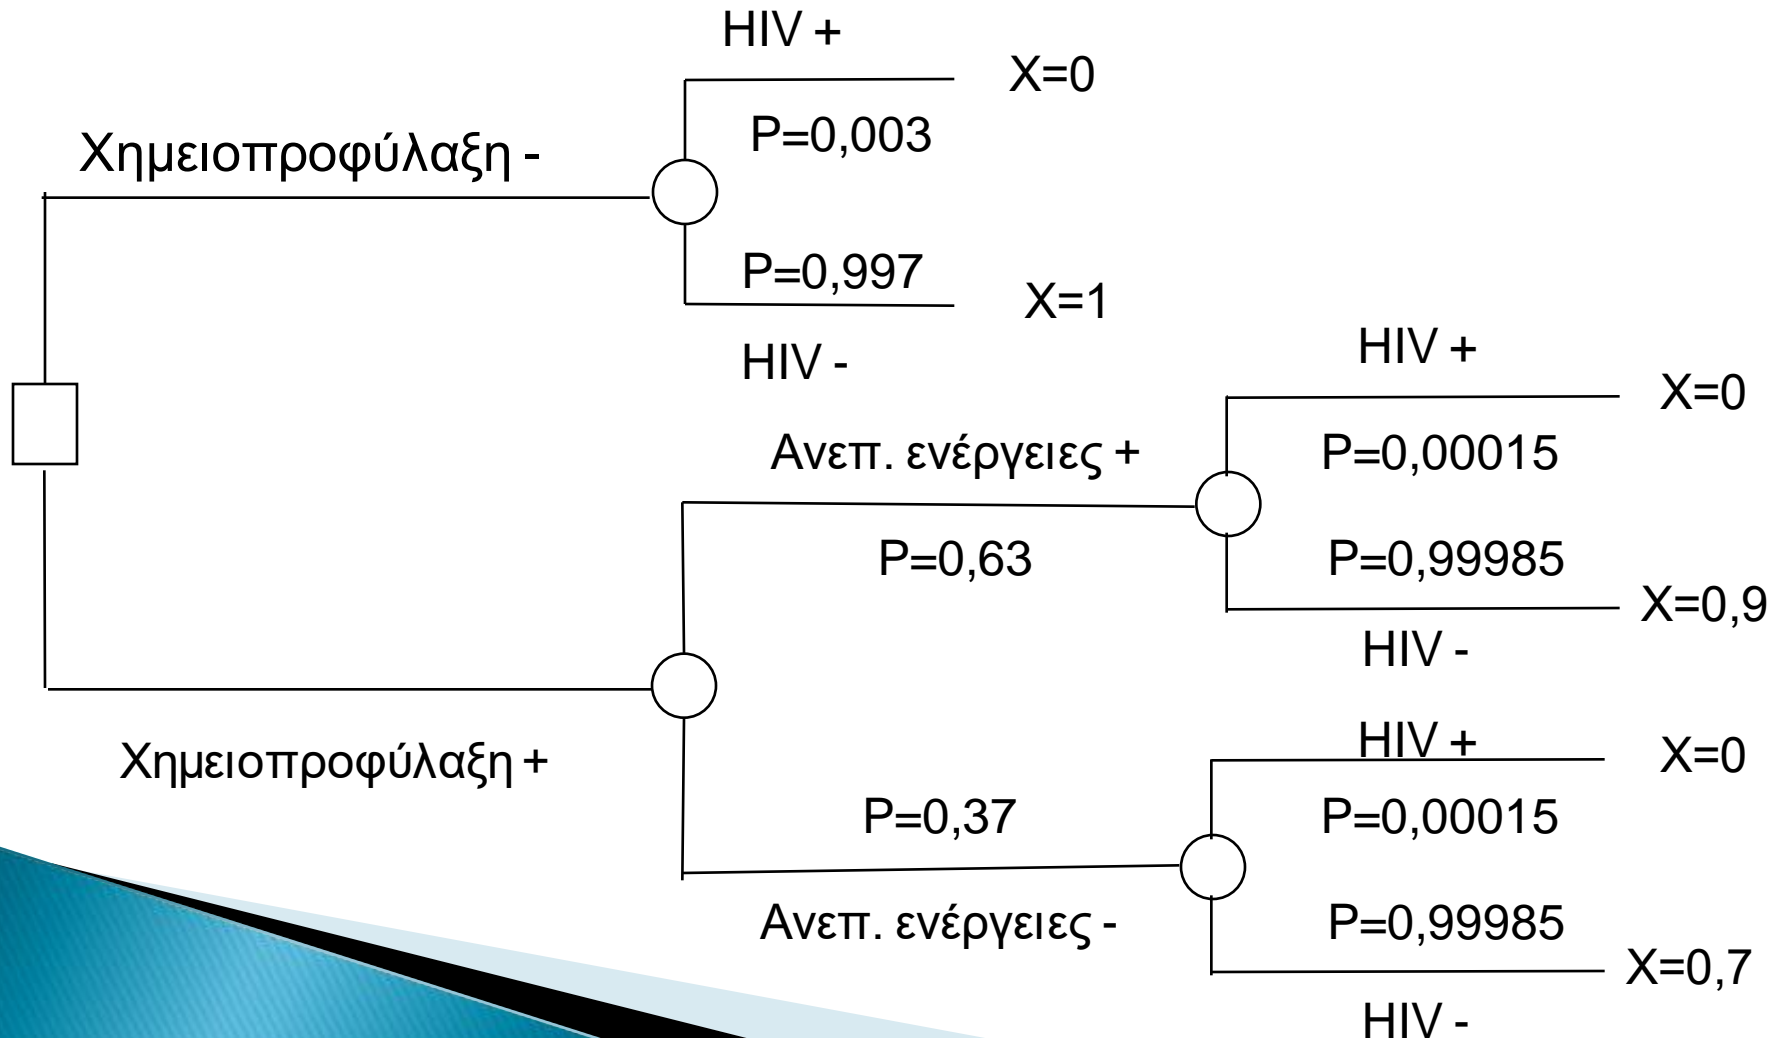 HIV +
X=0
P=0,003
Χημειοπροφύλαξη -
P=0,997
X=1
HIV -
HIV +
X=0
Ανεπ. ενέργειες +
P=0,00015
P=0,63
P=0,99985
X=0,9
HIV -
Χημειοπροφύλαξη +
HIV +
X=0
P=0,37
P=0,00015
Ανεπ. ενέργειες -
P=0,99985
X=0,7
HIV -